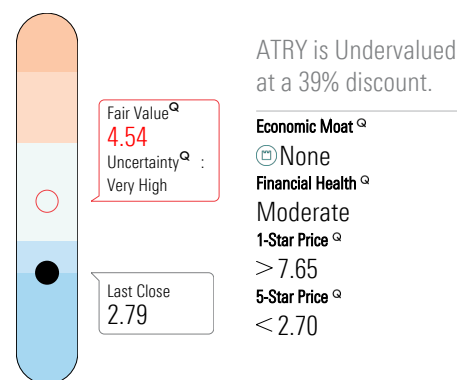 Fair Value Q
4.54
Uncertainty Q :
Very High
Last Close
2.79
ATRY is Undervalued
at a 39% discount.
Economic Moat Q
None
Financial Health Q
Moderate
1-Star Price Q
>7.65
5-Star Price Q
<2.70